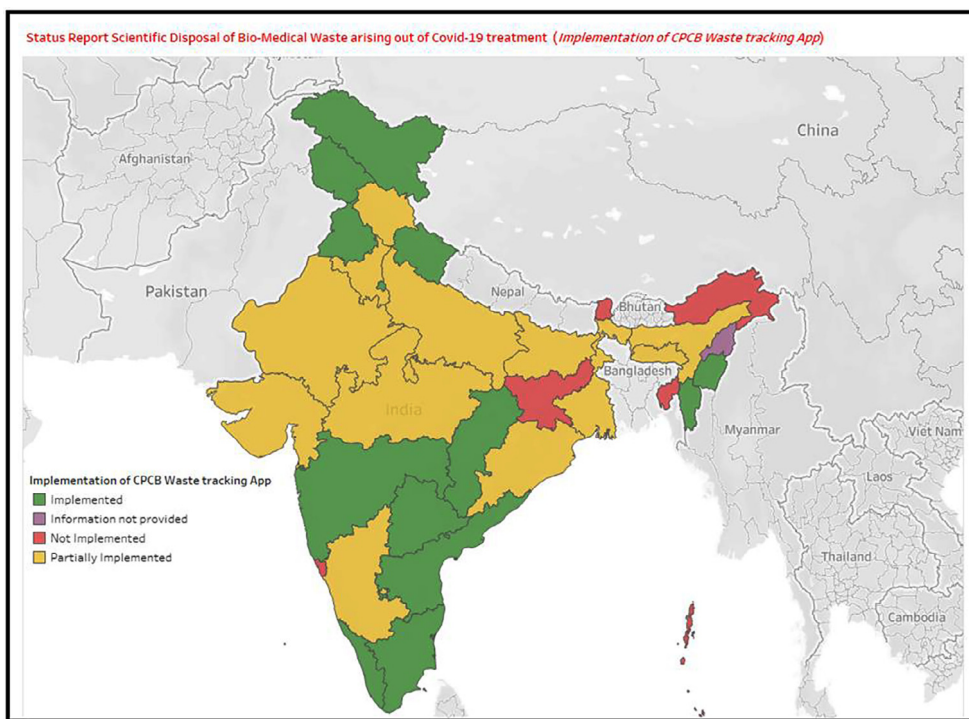 Status Report Scientific Disposal of Bio-Medical Waste arising out of Covid-19 treatment (Implementation of CPCB Waste tracking App)
China
Afghanistan
Pakistan
Nepal
Bhutan
Bangladesh
India
Myanmar
Viet Nam
Laos
Thailand
Cambodia
Implementation of CPCB Waste tracking App
Implemented
Information not provided
Not Implemented
Partially Implemented